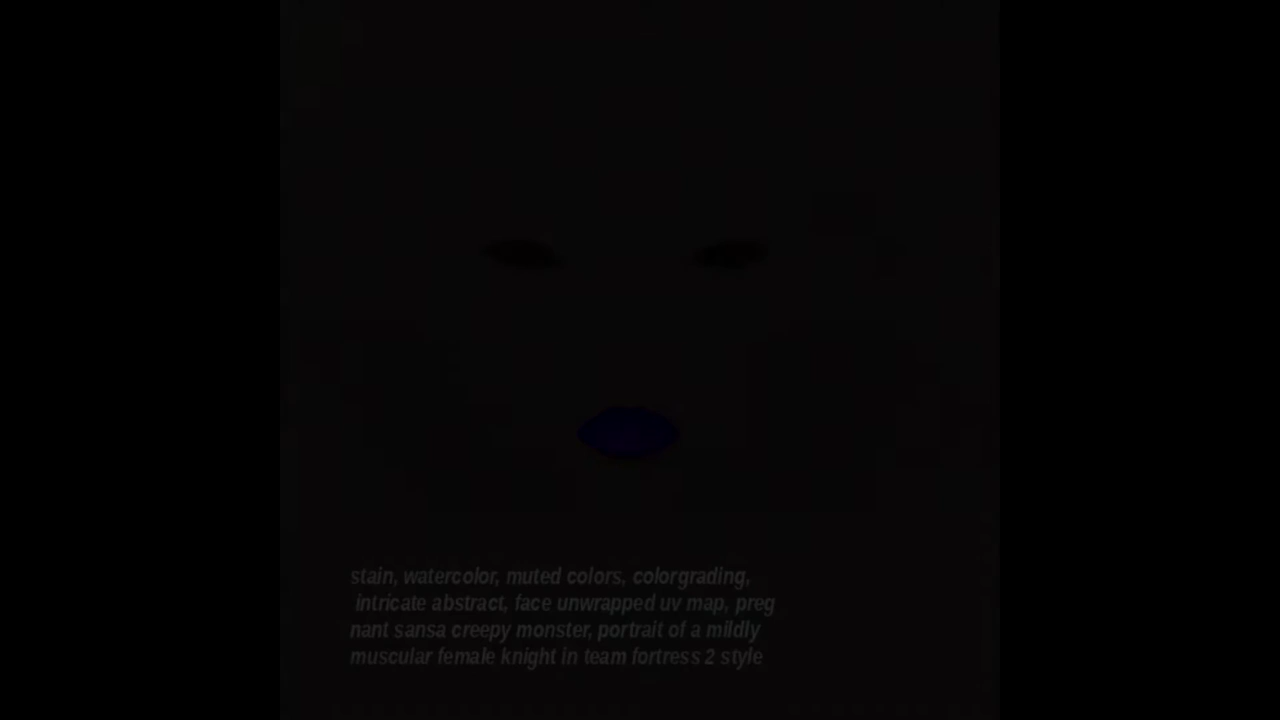 stain, watercolor, muted colors, colorgrading,
intricate abstract, face unwrapped uv map, preg
nant sansa creepy monster, portrait of a mildly
muscular female knight in team fortress 2 style